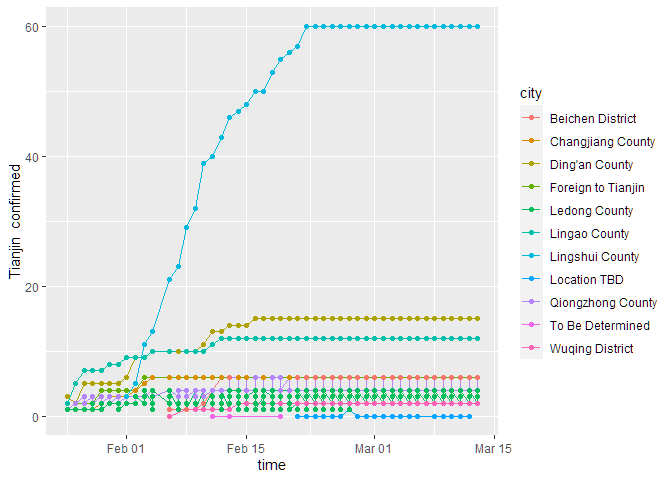 60
40
20
0
Tianjin confirmed
Feb 01
Feb 15
Mar 01
Mar 15
time
city
Beichen District
Changjiang County
Ding'an County
Foreign to Tianjin
Ledong County
Lingao County
Lingshui County
Location TBD
Qiongzhong County
To Be Determined
Wuqing District